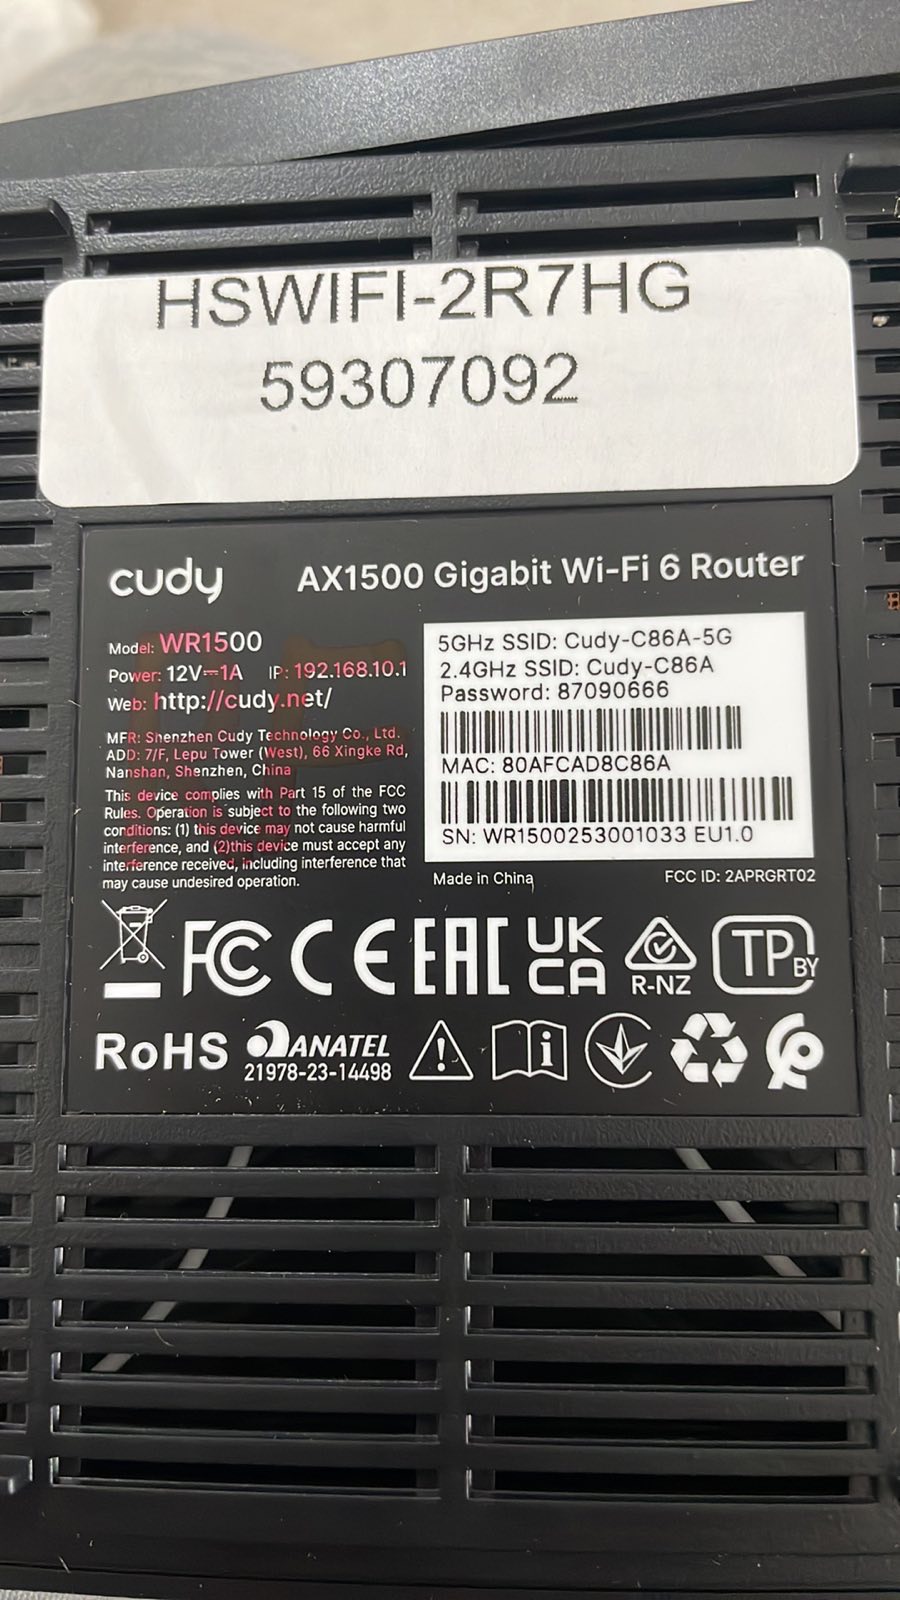 HSWIFI-2R7HG
59307092
cudy
AX1500 Gigabit Wi-Fi 6 Router
Model: WR1500
Power: 12V⎓1A IP: 192.168.10.1
Web: http://cudy.net/
MFR: Shenzhen Cudy Technology Co., Ltd.
ADD: 7/F, Lepu Tower (West), 66 Xingke Rd,
Nanshan, Shenzhen, China
This device complies with Part 15 of the FCC
Rules. Operation is subject to the following two
conditions: (1) this device may not cause harmful
interference, and (2)this device must accept any
interference received, including interference that
may cause undesired operation.
5GHz SSID: Cudy-C86A-5G
2.4GHz SSID: Cudy-C86A
Password: 87090666
MAC: 80AFCAD8C86A
SN: WR1500253001033 EU1.0
Made in China
FCC ID: 2APRGRT02
FC CE EAC UK
CA R-NZ TP BY
RoHS ANATEL
21978-23-14498